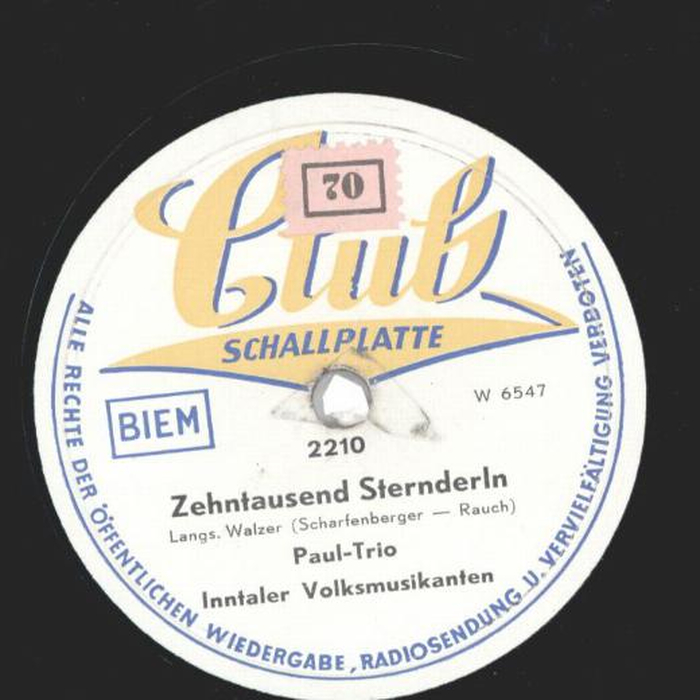 70
Club
SCHALLPLATTE
BIEM
W 6547
2210
Zehntausend Sternderln
Langs. Walzer (Scharfenberger — Rauch)
Paul-Trio
Inntaler Volksmusikanten
ALLE RECHTE DER ÖFFENTLICHEN WIEDERGABE, RADIOSENDUNG U. VERVIELFÄLTIGUNG VERBOTEN